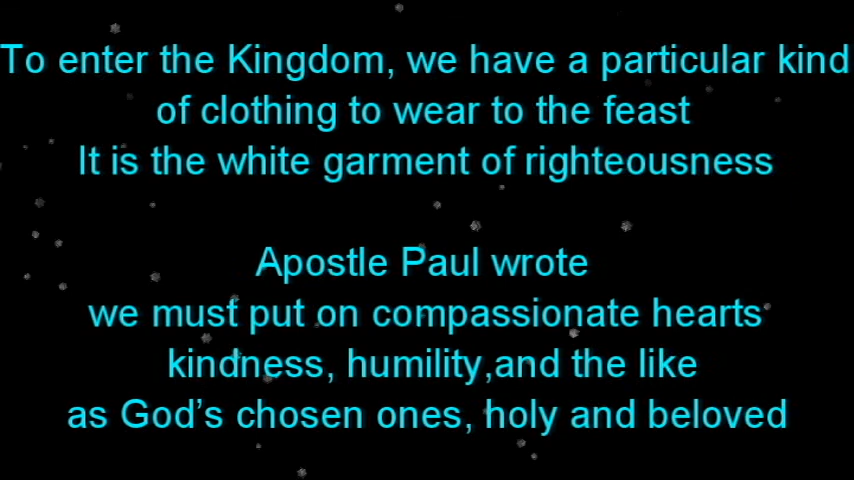 To enter the Kingdom, we have a particular kind
of clothing to wear to the feast
It is the white garment of righteousness
Apostle Paul wrote
we must put on compassionate hearts
kindness, humility,and the like
as God’s chosen ones, holy and beloved